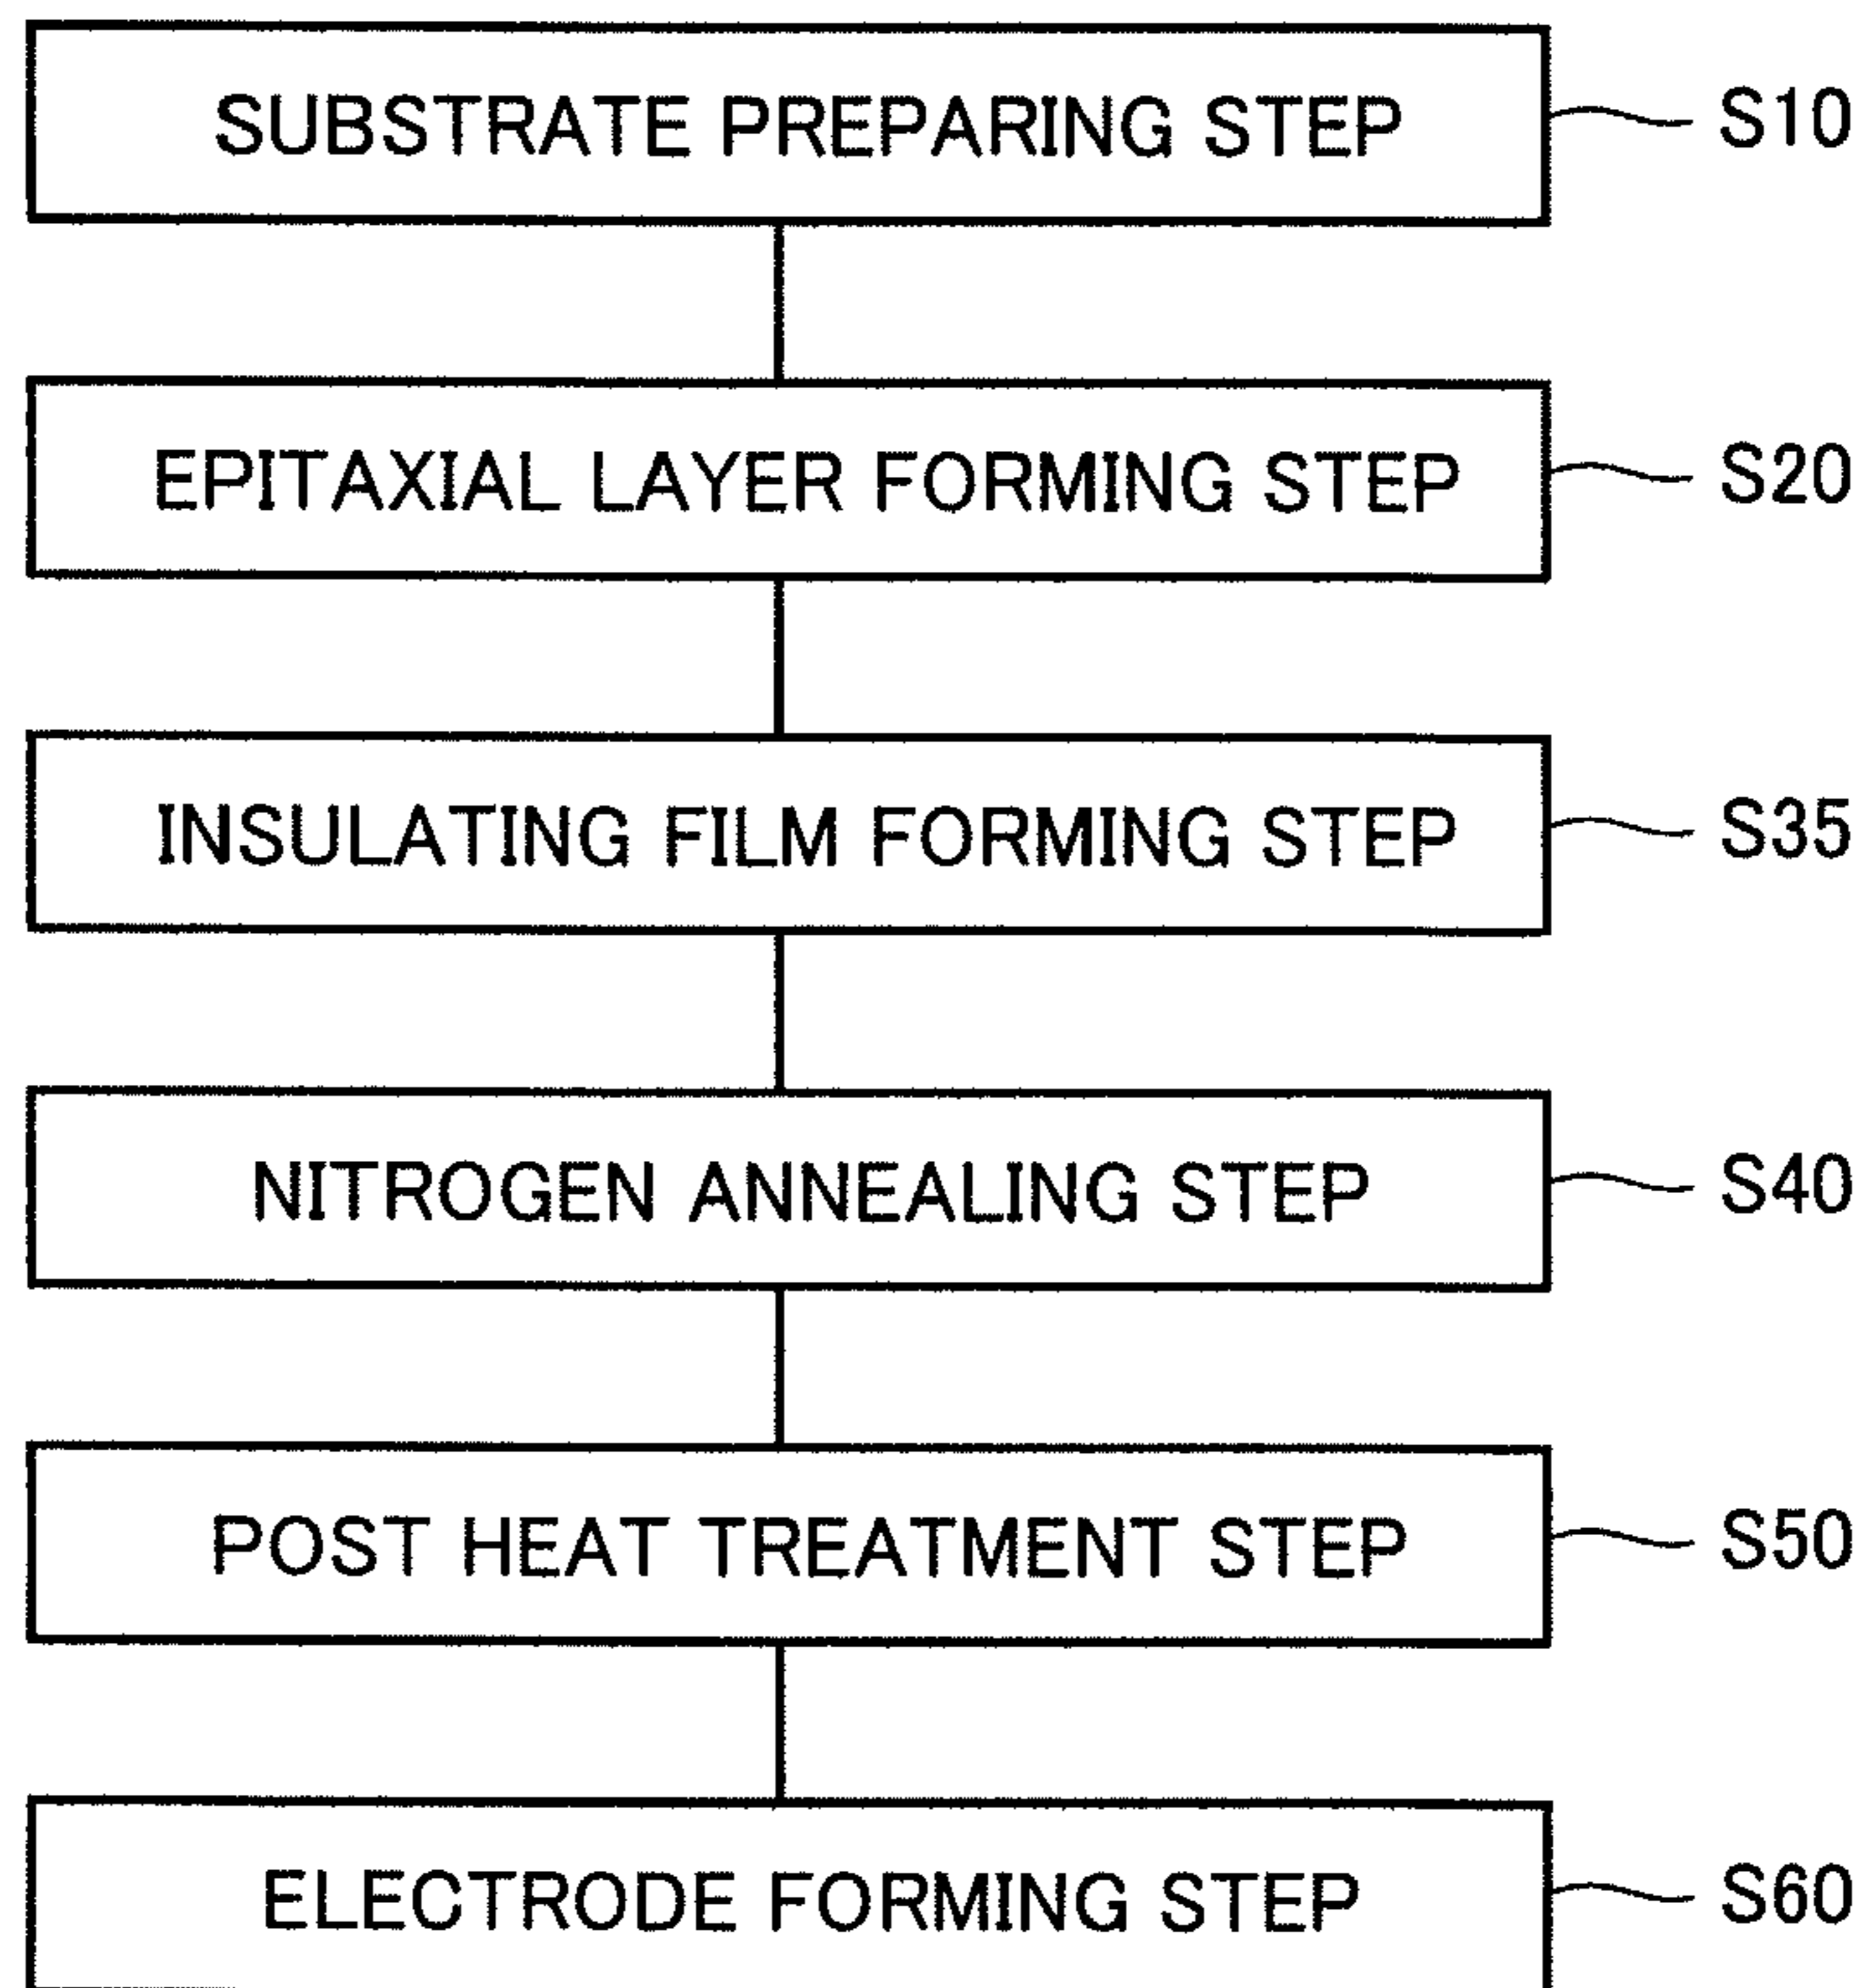 SUBSTRATE PREPARING STEP S10
EPITAXIAL LAYER FORMING STEP S20
INSULATING FILM FORMING STEP S35
NITROGEN ANNEALING STEP S40
POST HEAT TREATMENT STEP S50
ELECTRODE FORMING STEP S60